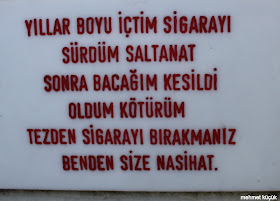 YILLAR BOYU İÇTİM SİGARAYI
SÜRDÜM SALTANAT
SONRA BACAĞIM KESİLDİ
OLDUM KÖTÜRÜM
TEZDEN SİGARAYI BIRAKMANIZ
BENDEN SİZE NASİHAT.
mehmet küçük